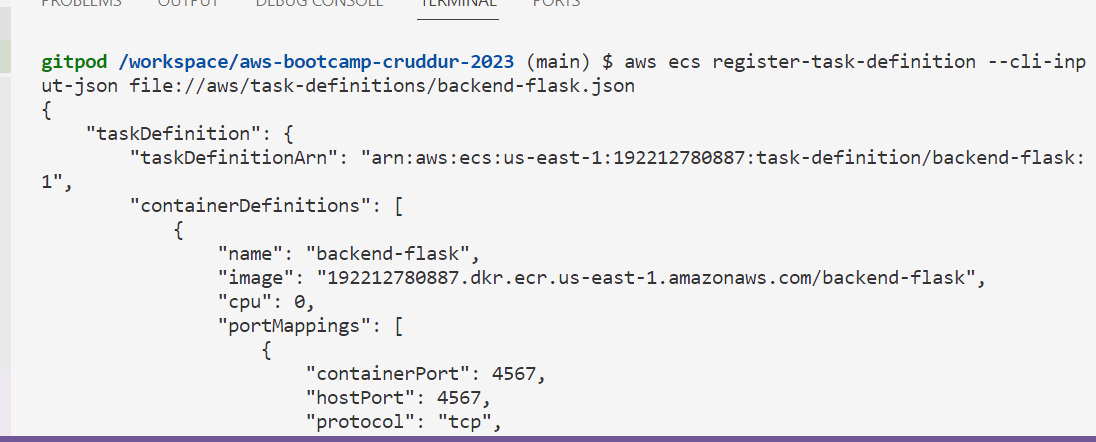 PROBLEMS OUTPUT DEBUG CONSOLE TERMINAL PORTS
gitpod /workspace/aws-bootcamp-cruddur-2023 (main) $ aws ecs register-task-definition --cli-inp
ut-json file://aws/task-definitions/backend-flask.json
{
    "taskDefinition": {
        "taskDefinitionArn": "arn:aws:ecs:us-east-1:192212780887:task-definition/backend-flask:
1",
        "containerDefinitions": [
            {
                "name": "backend-flask",
                "image": "192212780887.dkr.ecr.us-east-1.amazonaws.com/backend-flask",
                "cpu": 0,
                "portMappings": [
                    {
                        "containerPort": 4567,
                        "hostPort": 4567,
                        "protocol": "tcp",